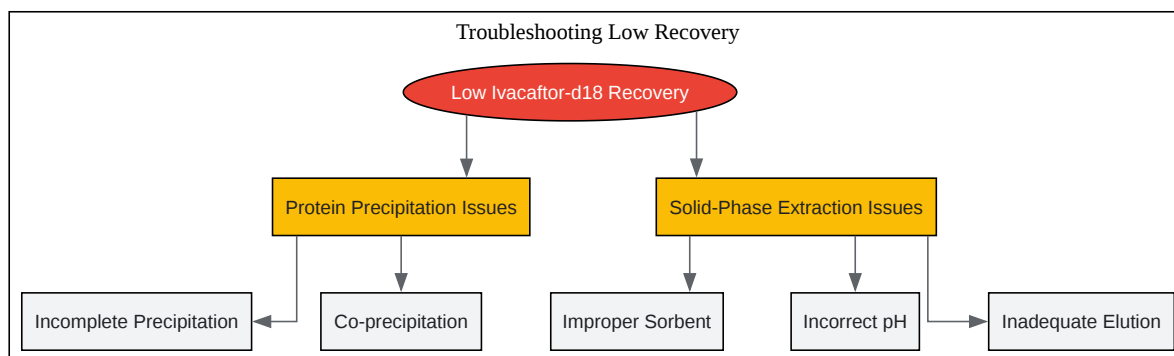 Troubleshooting Low Recovery
Low Ivacaftor-d18 Recovery
Protein Precipitation Issues
Solid-Phase Extraction Issues
Incomplete Precipitation
Co-precipitation
Improper Sorbent
Incorrect pH
Inadequate Elution